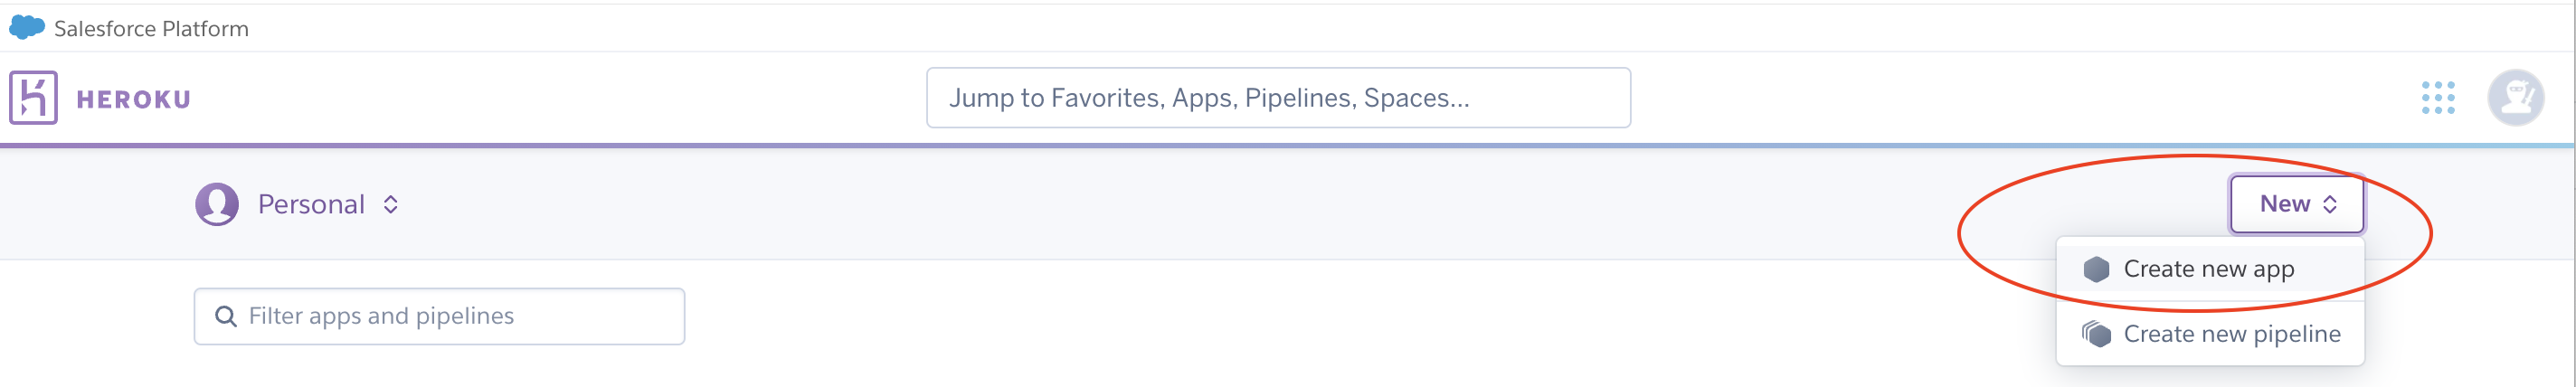 Salesforce Platform
HEROKU
Jump to Favorites, Apps, Pipelines, Spaces...
Personal
New
Create new app
Filter apps and pipelines
Create new pipeline